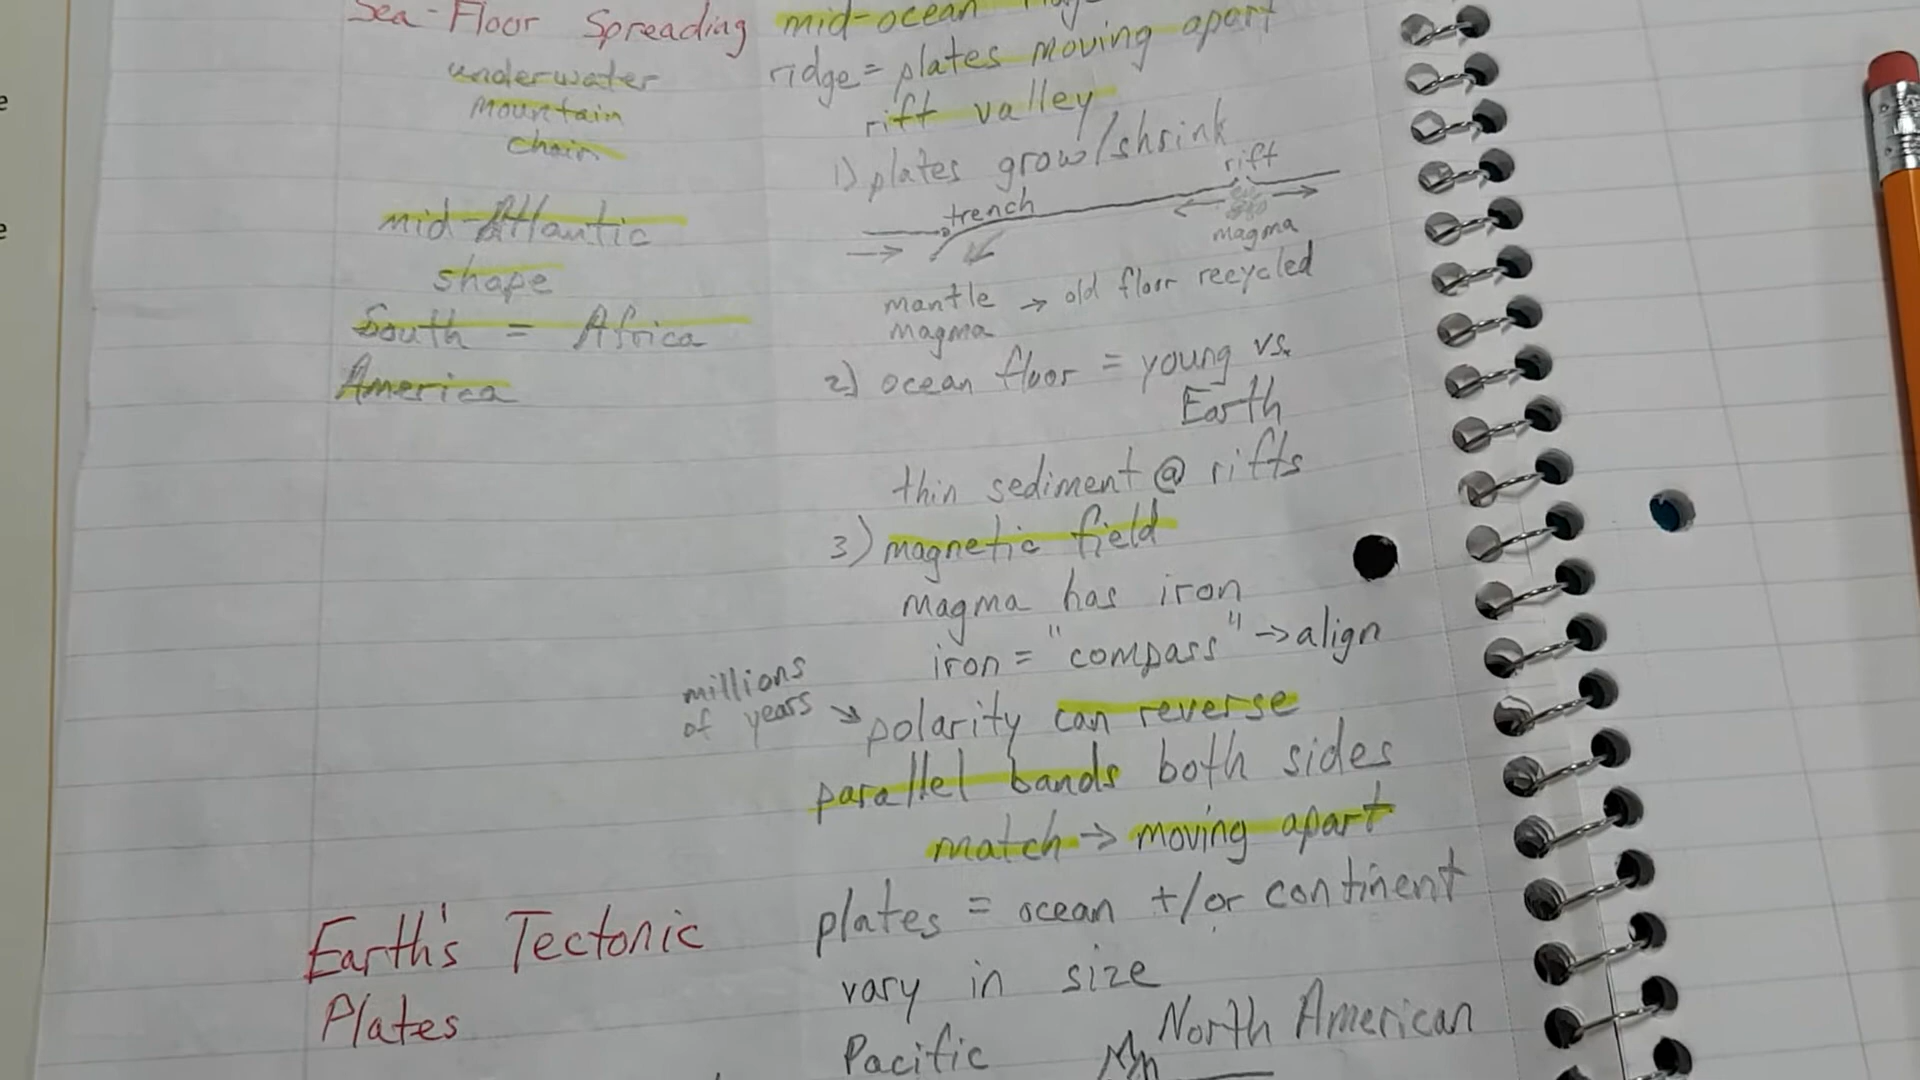 Sea-Floor Spreading
underwater
mountain
chain
mid-Atlantic
shape
South = Africa
America
mid-ocean
ridge = plates moving apart
rift valley
1) plates grow/shrink
rift
trench
magma
mantle → old floor recycled
magma
2) ocean floor = young vs.
Earth
thin sediment @ rifts
3) magnetic field
magma has iron
iron = "compass" → align
millions
of years → polarity can reverse
parallel bands both sides
match → moving apart
Earth's Tectonic
Plates
plates = ocean +/or continent
vary in size
Pacific
North American